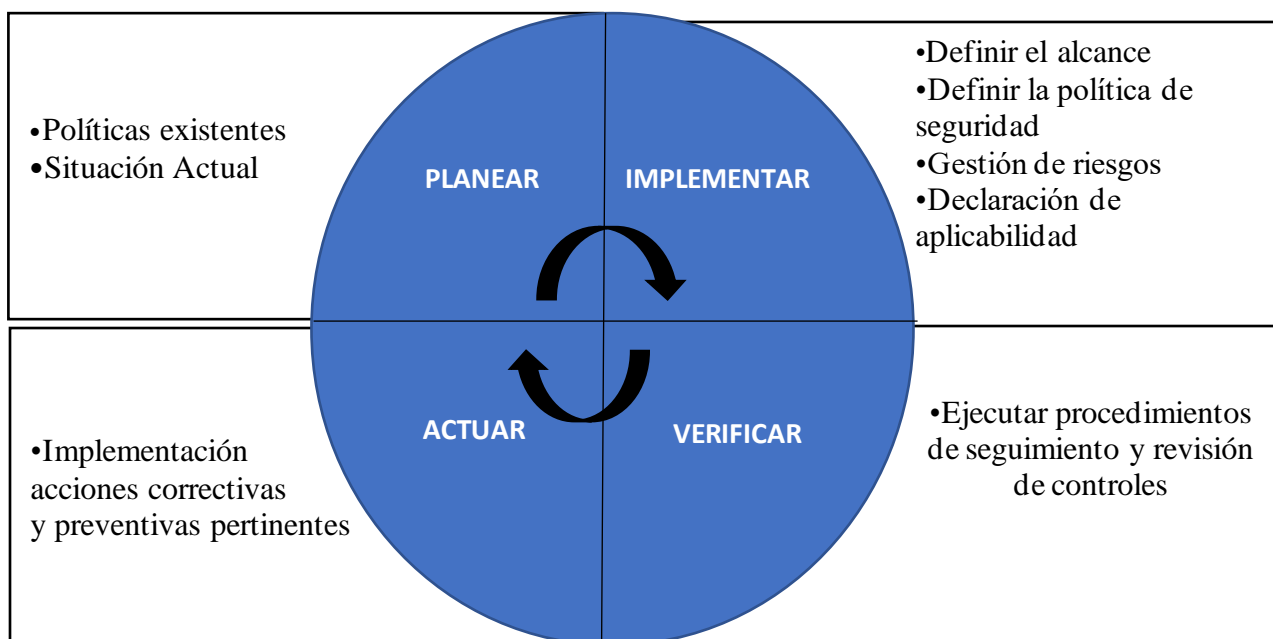 •Políticas existentes
•Situación Actual
PLANEAR
IMPLEMENTAR
•Definir el alcance
•Definir la política de
seguridad
•Gestión de riesgos
•Declaración de
aplicabilidad
•Implementación
acciones correctivas
y preventivas pertinentes
ACTUAR
VERIFICAR
•Ejecutar procedimientos
de seguimiento y revisión
de controles